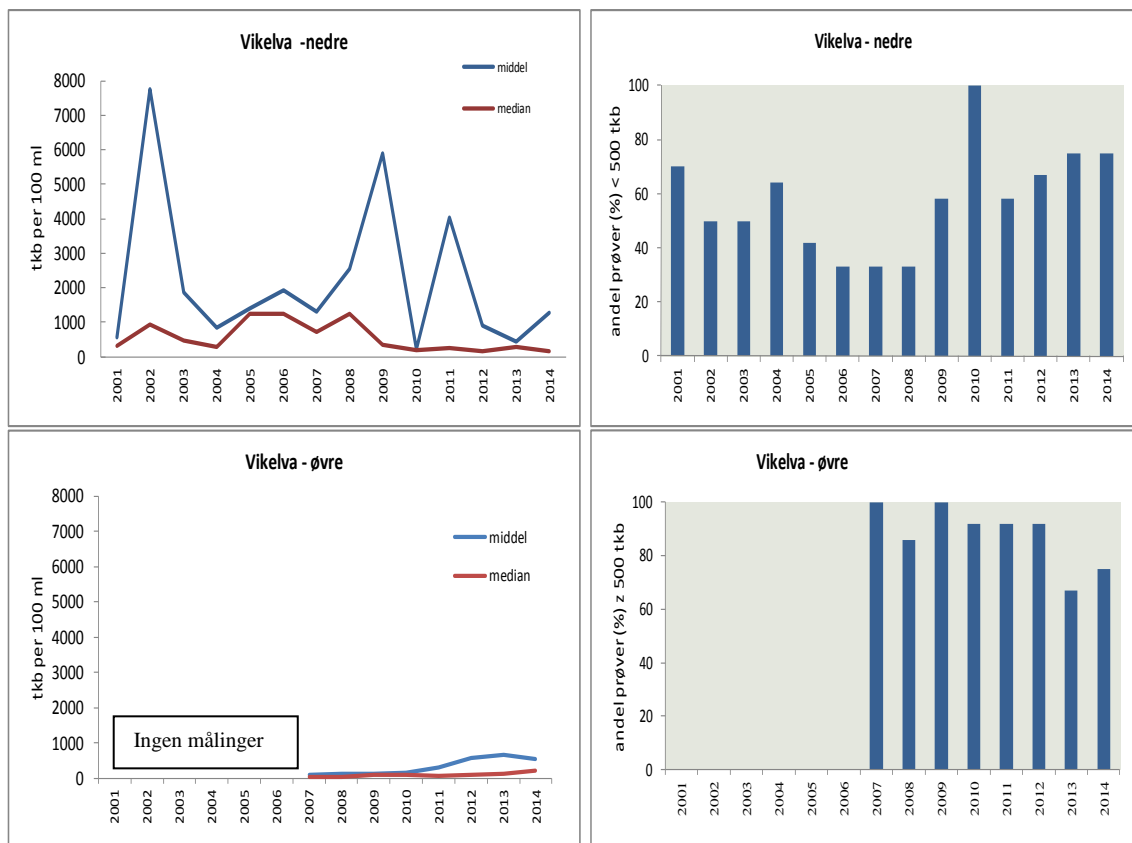 Vikelva -nedre
middel
median
tkb per 100 ml
8000
7000
6000
5000
4000
3000
2000
1000
0
2001 2002 2003 2004 2005 2006 2007 2008 2009 2010 2011 2012 2013 2014
Vikelva - nedre
andel prøver (%) < 500 tkb
100
80
60
40
20
0
2001 2002 2003 2004 2005 2006 2007 2008 2009 2010 2011 2012 2013 2014
Vikelva - øvre
middel
median
tkb per 100 ml
8000
7000
6000
5000
4000
3000
2000
1000
0
Ingen målinger
2001 2002 2003 2004 2005 2006 2007 2008 2009 2010 2011 2012 2013 2014
Vikelva - øvre
andel prøver (%) z 500 tkb
100
80
60
40
20
0
2001 2002 2003 2004 2005 2006 2007 2008 2009 2010 2011 2012 2013 2014